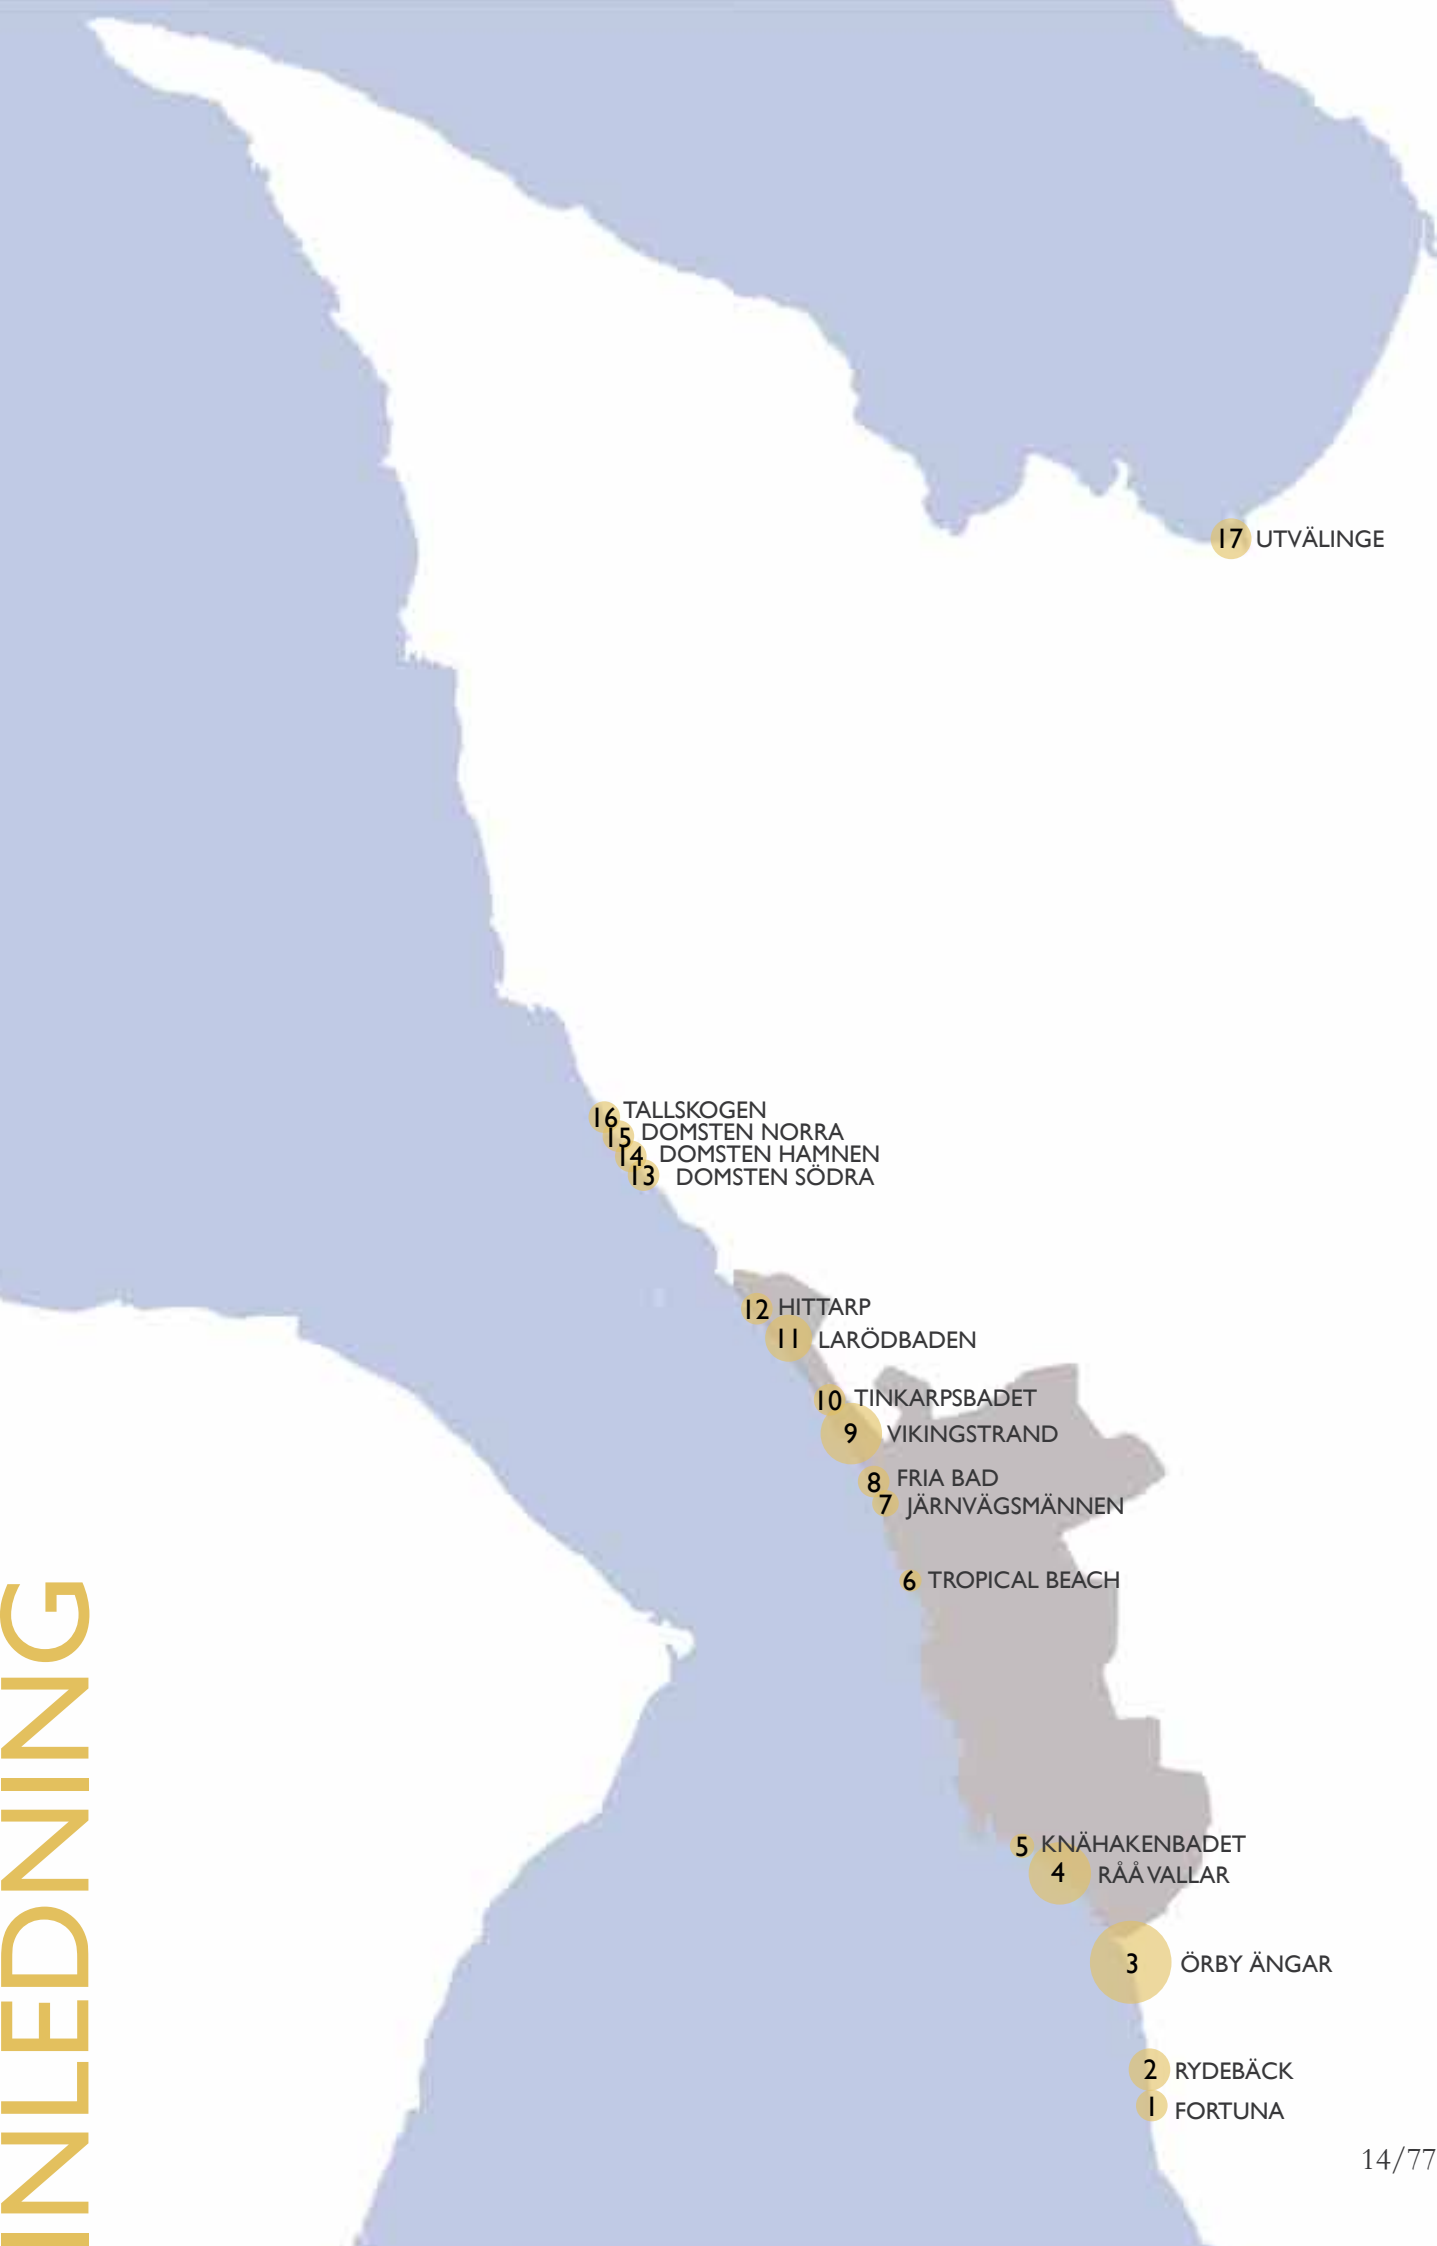 17 UTVÄLINGE
16 TALLSKOGEN
15 DOMSTEN NORRA
14 DOMSTEN HAMNEN
13 DOMSTEN SÖDRA
12 HITTARP
11 LARÖDBADEN
10 TINKARPSBADET
9 VIKINGSTRAND
8 FRIA BAD
7 JÄRNVÄGSMÄNNEN
6 TROPICAL BEACH
5 KNÄHAKENBADET
4 RÅÅ VALLAR
3 ÖRBY ÄNGAR
2 RYDEBÄCK
1 FORTUNA
14/77
INLEDNING